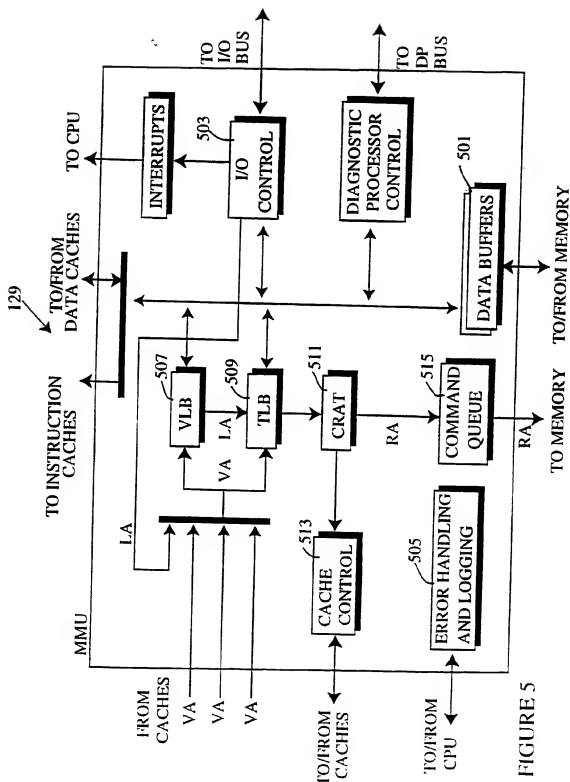 129
TO INSTRUCTION
CACHES
TO/FROM
DATA CACHES
TO CPU
MMU
FROM
CACHES
VA
VA
VA
LA
VA
507
VLB
LA
509
TLB
511
CRAT
RA
513
CACHE
CONTROL
515
COMMAND
QUEUE
505
ERROR HANDLING
AND LOGGING
INTERRUPTS
503
I/O
CONTROL
DIAGNOSTIC
PROCESSOR
CONTROL
501
DATA BUFFERS
TO
I/O
BUS
TO
DP
BUS
TO/FROM
CACHES
TO/FROM
CPU
RA
TO MEMORY
TO/FROM MEMORY
FIGURE 5